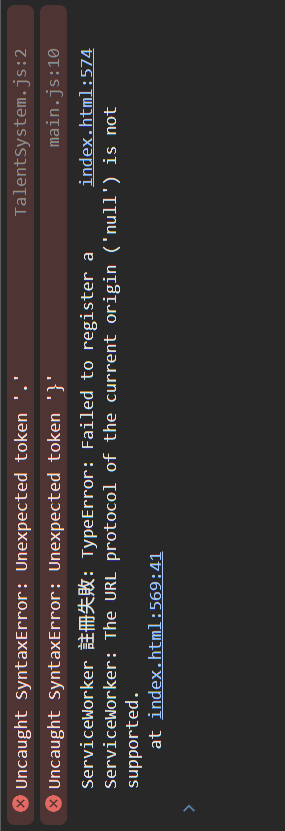 Uncaught SyntaxError: Unexpected token '.' TalentSystem.js:2
Uncaught SyntaxError: Unexpected token '}' main.js:10
ServiceWorker 註冊失敗: TypeError: Failed to register a index.html:574
ServiceWorker: The URL protocol of the current origin ('null') is not
supported.
at index.html:569:41
>